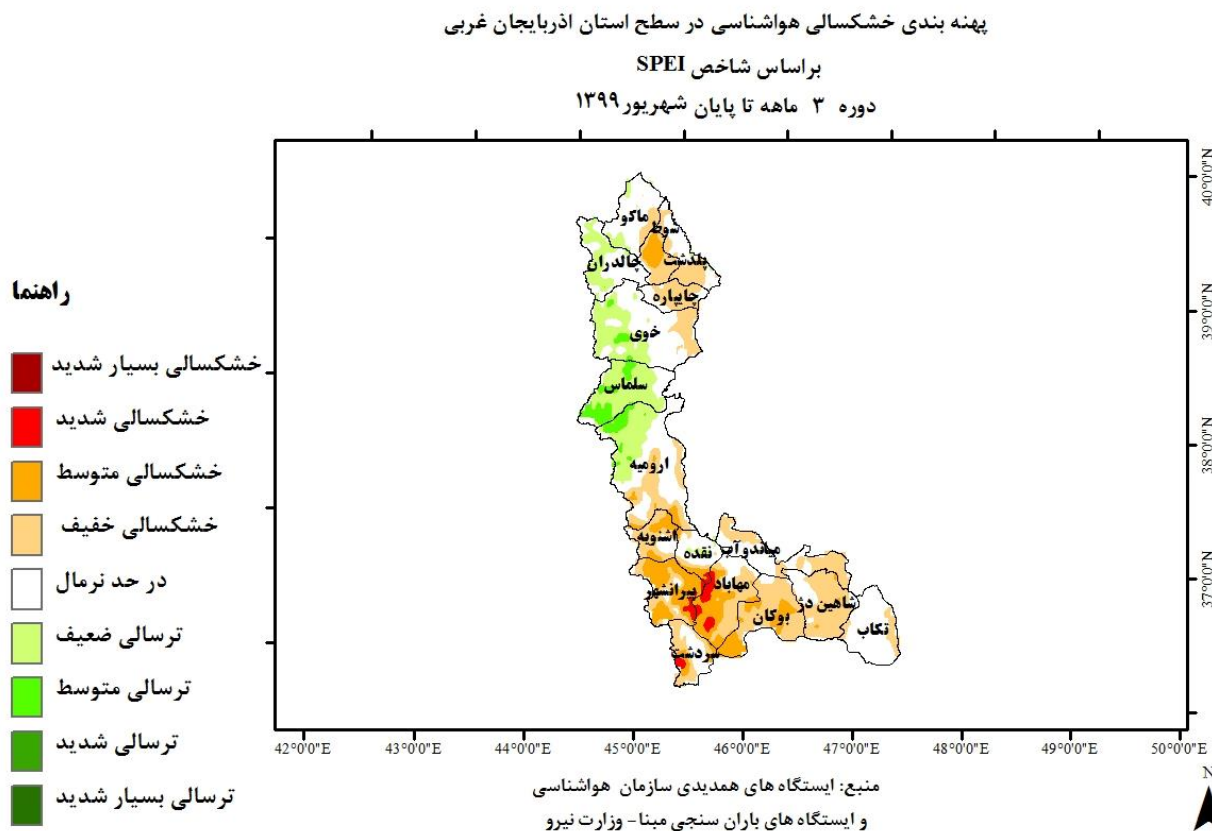 پهنه بندی خشکسالی هواشناسی در سطح استان اذربایجان غربی
براساس شاخص SPEI
دوره ۳ ماهه تا پایان شهریور ۱۳۹۹
راهنما
خشکسالی بسیار شدید
خشکسالی شدید
خشکسالی متوسط
خشکسالی خفیف
در حد نرمال
ترسالی ضعیف
ترسالی متوسط
ترسالی شدید
ترسالی بسیار شدید
ماکو
شوط
پلدشت
چالدران
چایپاره
خوی
سلماس
ارومیه
اشنویه
نقده
میاندوآب
پیرانشهر
مهاباد
بوکان
شاهین دژ
تکاب
سردشت
40°0'0"N
39°0'0"N
38°0'0"N
37°0'0"N
42°0'0"E
43°0'0"E
44°0'0"E
45°0'0"E
46°0'0"E
47°0'0"E
48°0'0"E
49°0'0"E
50°0'0"E
N
منبع: ایستگاه های همدیدی سازمان هواشناسی
و ایستگاه های باران سنجی مبنا - وزارت نیرو